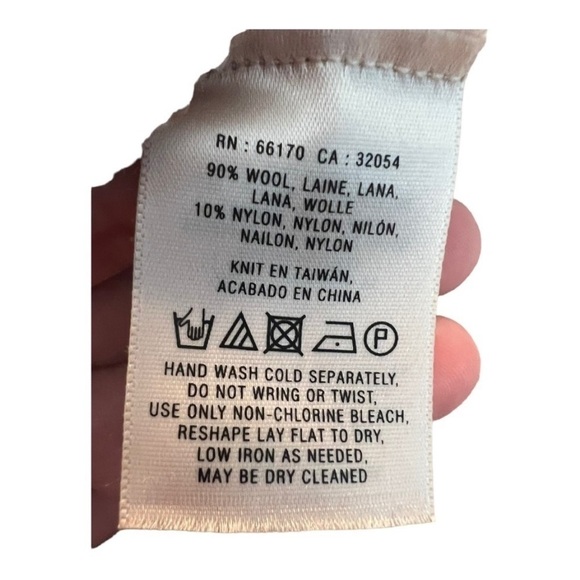 RN : 66170 CA : 32054
90% WOOL, LAINE, LANA,
LANA, WOLLE
10% NYLON, NYLON, NILÓN,
NAILON, NYLON
KNIT EN TAIWÁN,
ACABADO EN CHINA
P
HAND WASH COLD SEPARATELY,
DO NOT WRING OR TWIST,
USE ONLY NON-CHLORINE BLEACH,
RESHAPE LAY FLAT TO DRY,
LOW IRON AS NEEDED,
MAY BE DRY CLEANED